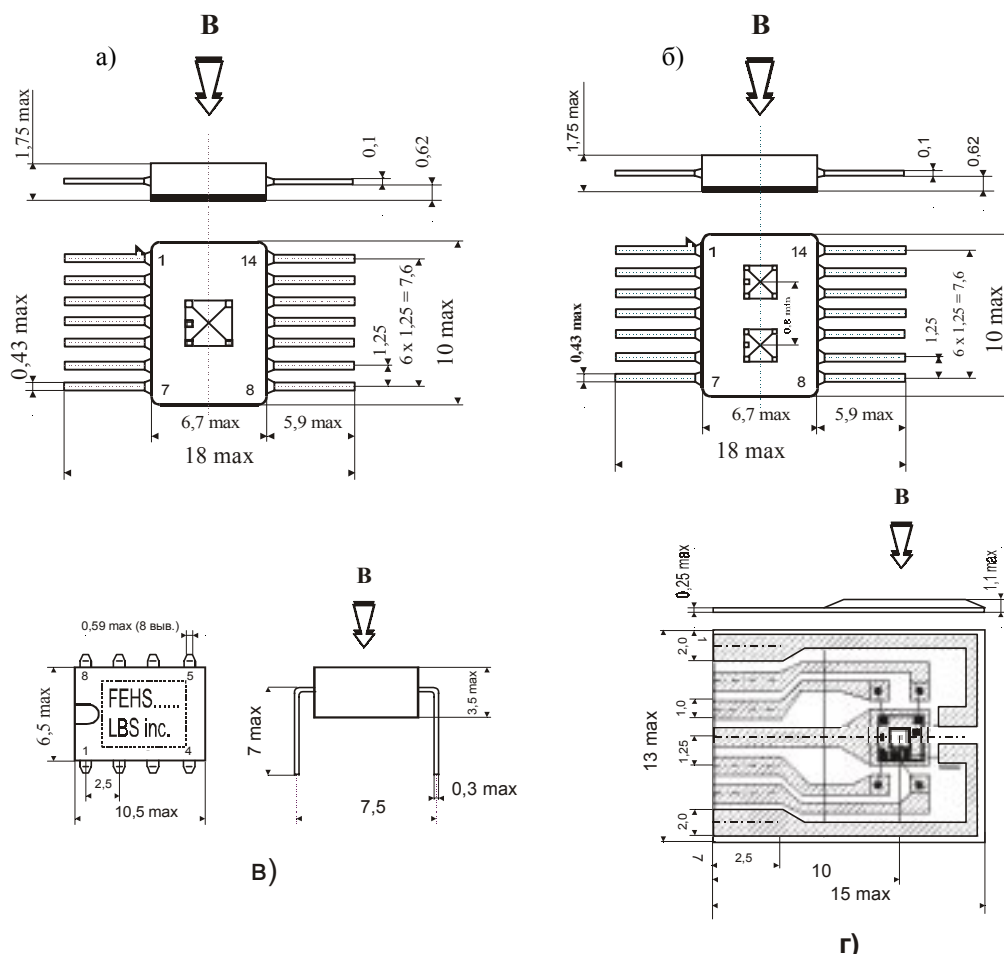 В
а)
1,75 max
0,1
0,62
1
14
7
8
0,43 max
1,25
6 x 1,25 = 7,6
10 max
6,7 max
5,9 max
18 max
В
б)
1,75 max
0,1
0,62
1
14
0.8 min
7
8
0,43 max
1,25
6 x 1,25 = 7,6
10 max
6,7 max
5,9 max
18 max
0,59 max (8 выв.)
8
5
FEHS.....
LBS inc.
1
4
6,5 max
2,5
10,5 max
В
7 max
3,5 max
0,3 max
7,5
в)
В
0,25 max
1,1 max
1
2,0
1,0
1,25
2,0
13 max
7
2,5
10
15 max
г)